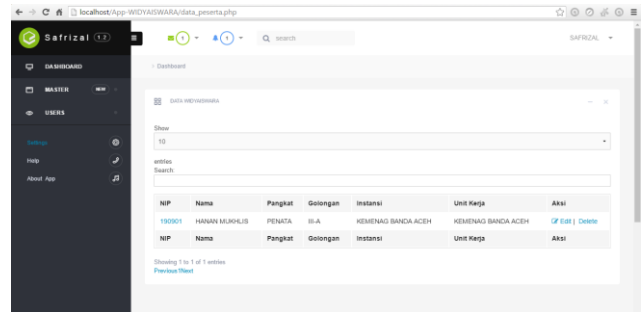 localhost/App-WIDYAISWARA/data_peserta.php
Safrizal 1.2
1
1
search
SAFRIZAL
DASHBOARD
MASTER NEW
USERS
Settings
Help
About App
> Dashboard
DATA WIDYAISWARA
Show
10
entries
Search
NIP Nama Pangkat Golongan Instansi Unit Kerja Aksi
190901 HANAN MUKHLIS PENATA III-A KEMENAG BANDA ACEH KEMENAG BANDA ACEH Edit | Delete
NIP Nama Pangkat Golongan Instansi Unit Kerja Aksi
Showing 1 to 1 of 1 entries
Previous1Next